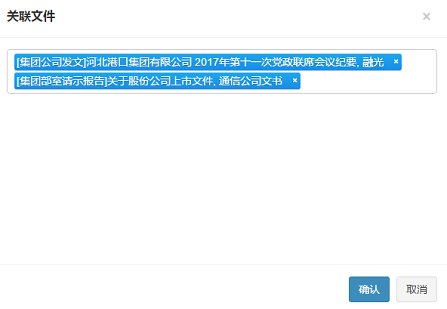 关联文件 ×
[集团公司发文]河北港口集团有限公司 2017年第十一次党政联席会议纪要, 融光 ×
[集团部室请示报告]关于股份公司上市文件, 通信公司文书 ×
确认 取消